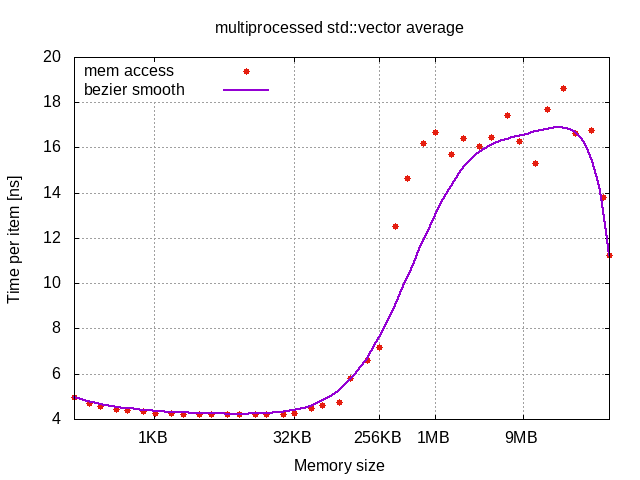 multiprocessed std::vector average
20
18
16
14
12
10
8
6
4
mem access
bezier smooth
Time per item [ns]
1KB 32KB 256KB 1MB 9MB
Memory size